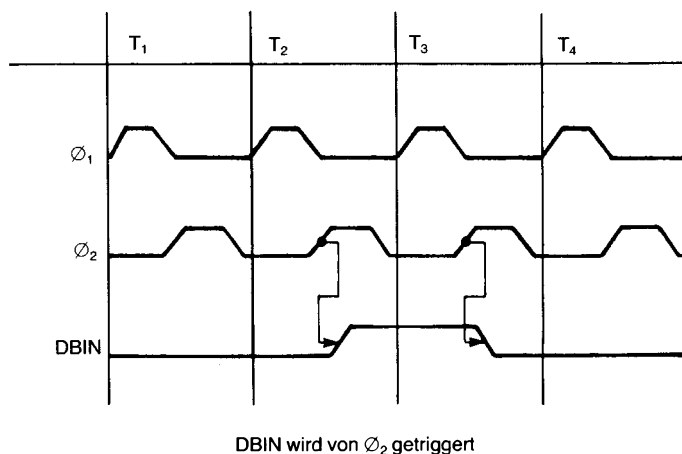 T₁ T₂ T₃ T₄
∅₁
∅₂
DBIN
DBIN wird von ∅₂ getriggert